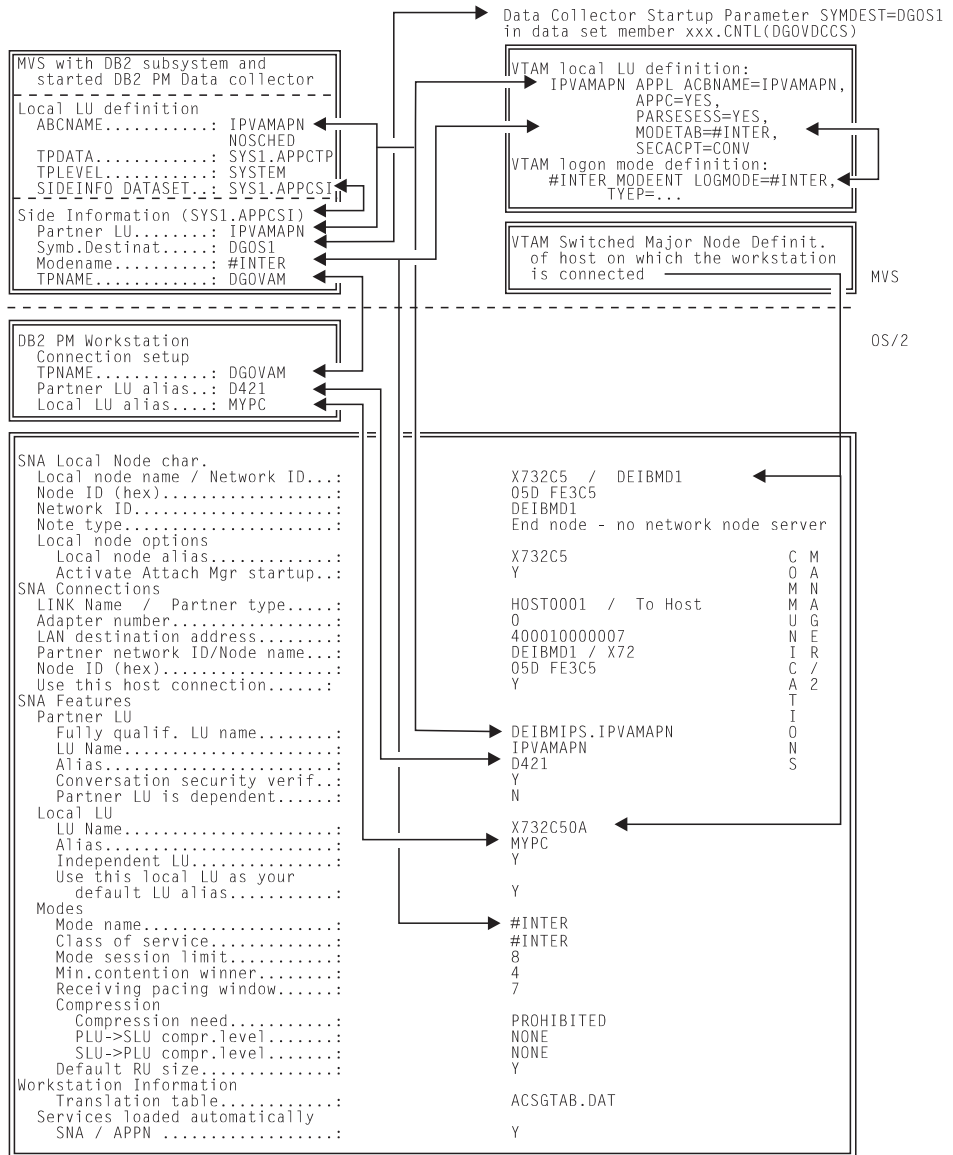 Data Collector Startup Parameter SYMDEST=DGOS1
in data set member xxx.CNTL(DGOVDCCS)
MVS with DB2 subsystem and
started DB2 PM Data collector
Local LU definition
ABCNAME...........: IPVAMAPN
NOSCHED
TPDATA............: SYS1.APPCTP
TPLEVEL...........: SYSTEM
SIDEINFO DATASET..: SYS1.APPCSI
Side Information (SYS1.APPCSI)
Partner LU........: IPVAMAPN
Symb.Destinat.....: DGOS1
Modename..........: #INTER
TPNAME............: DGOVAM
VTAM local LU definition:
IPVAMAPN APPL ACBNAME=IPVAMAPN,
APPC=YES,
PARSESESS=YES,
MODETAB=#INTER,
SECACPT=CONV
VTAM logon mode definition:
#INTER MODEENT LOGMODE=#INTER,
TYEP=...
VTAM Switched Major Node Definit.
of host on which the workstation
is connected
MVS
OS/2
DB2 PM Workstation
Connection setup
TPNAME............: DGOVAM
Partner LU alias..: D421
Local LU alias....: MYPC
SNA Local Node char.
Local node name / Network ID...: X732C5 / DEIBMD1
Node ID (hex)...................: 05D FE3C5
Network ID......................: DEIBMD1
Note type.......................: End node - no network node server
Local node options
Local node alias..............: X732C5
Activate Attach Mgr startup..: Y
SNA Connections
LINK Name / Partner type.....: HOST0001 / To Host
Adapter number..................: 0
LAN destination address........: 400010000007
Partner network ID/Node name...: DEIBMD1 / X72
Node ID (hex)...................: 05D FE3C5
Use this host connection......: Y
SNA Features
Partner LU
Fully qualif. LU name........: DEIBMIPS.IPVAMAPN
LU Name.......................: IPVAMAPN
Alias.........................: D421
Conversation security verif..: Y
Partner LU is dependent......: N
Local LU
LU Name.......................: X732C50A
Alias.........................: MYPC
Independent LU................: Y
Use this local LU as your
default LU alias............: Y
Modes
Mode name.....................: #INTER
Class of service..............: #INTER
Mode session limit............: 8
Min.contention winner........: 4
Receiving pacing window......: 7
Compression
Compression need............: PROHIBITED
PLU->SLU compr.level.......: NONE
SLU->PLU compr.level.......: NONE
Default RU size...............: Y
Workstation Information
Translation table.............: ACSGTAB.DAT
Services loaded automatically
SNA / APPN ...................: Y
COMMUNICATIONS
MANAGER/2